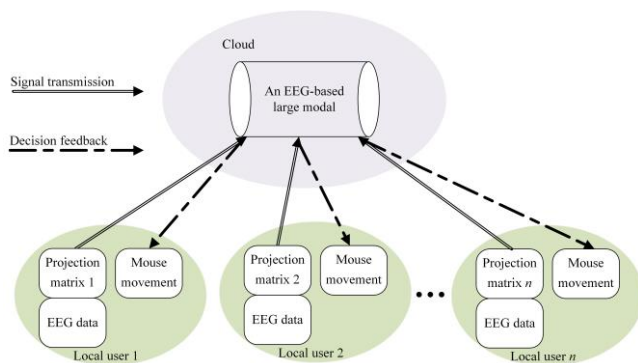 Cloud
Signal transmission
An EEG-based
large modal
Decision feedback
Projection
matrix 1
Mouse
movement
EEG data
Local user 1
Projection
matrix 2
Mouse
movement
EEG data
Local user 2
Projection
matrix n
Mouse
movement
EEG data
Local user n